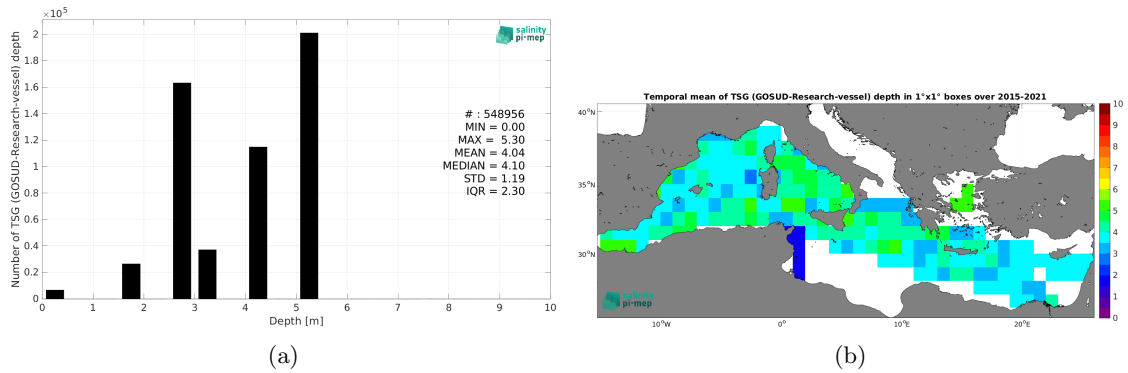 ×10⁵
salinity
pi-mep
Number of TSG (GOSUD-Research-vessel) depth
2
1.8
1.6
1.4
1.2
1
0.8
0.6
0.4
0.2
0
# : 548956
MIN = 0.00
MAX = 5.30
MEAN = 4.04
MEDIAN = 4.10
STD = 1.19
IQR = 2.30
0 1 2 3 4 5 6 7 8 9 10
Depth [m]
(a)
Temporal mean of TSG (GOSUD-Research-vessel) depth in 1°x1° boxes over 2015-2021
40°N
35°N
30°N
10°W 0° 10°E 20°E
salinity
pi-mep
10
9
8
7
6
5
4
3
2
1
0
(b)